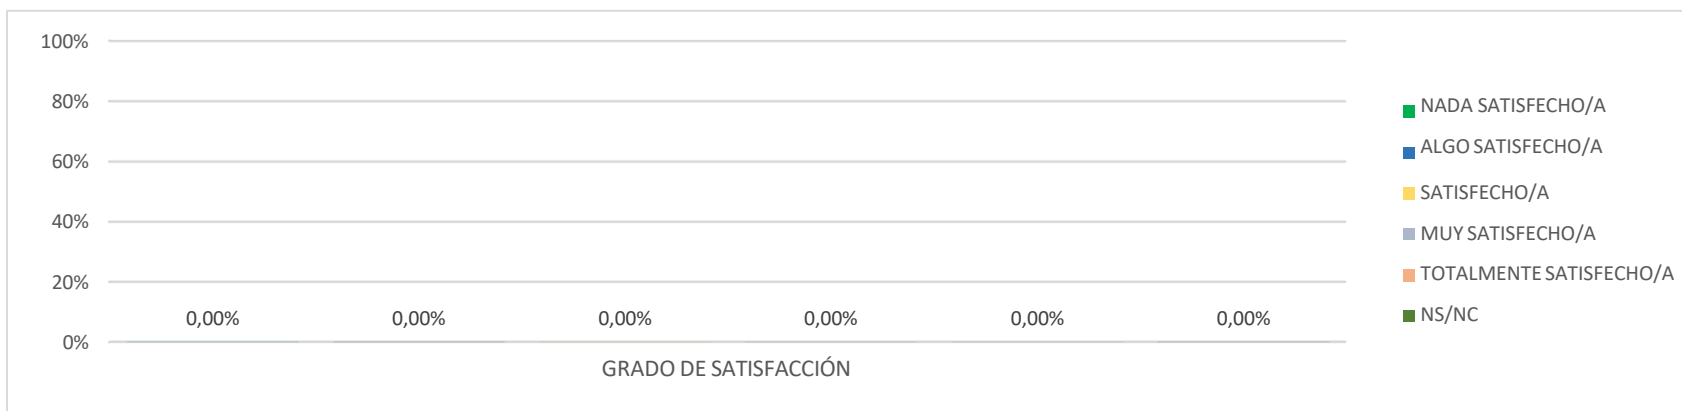 100%
80%
60%
40%
20%
0%
0,00% 0,00% 0,00% 0,00% 0,00% 0,00%
GRADO DE SATISFACCIÓN
NADA SATISFECHO/A
ALGO SATISFECHO/A
SATISFECHO/A
MUY SATISFECHO/A
TOTALMENTE SATISFECHO/A
NS/NC